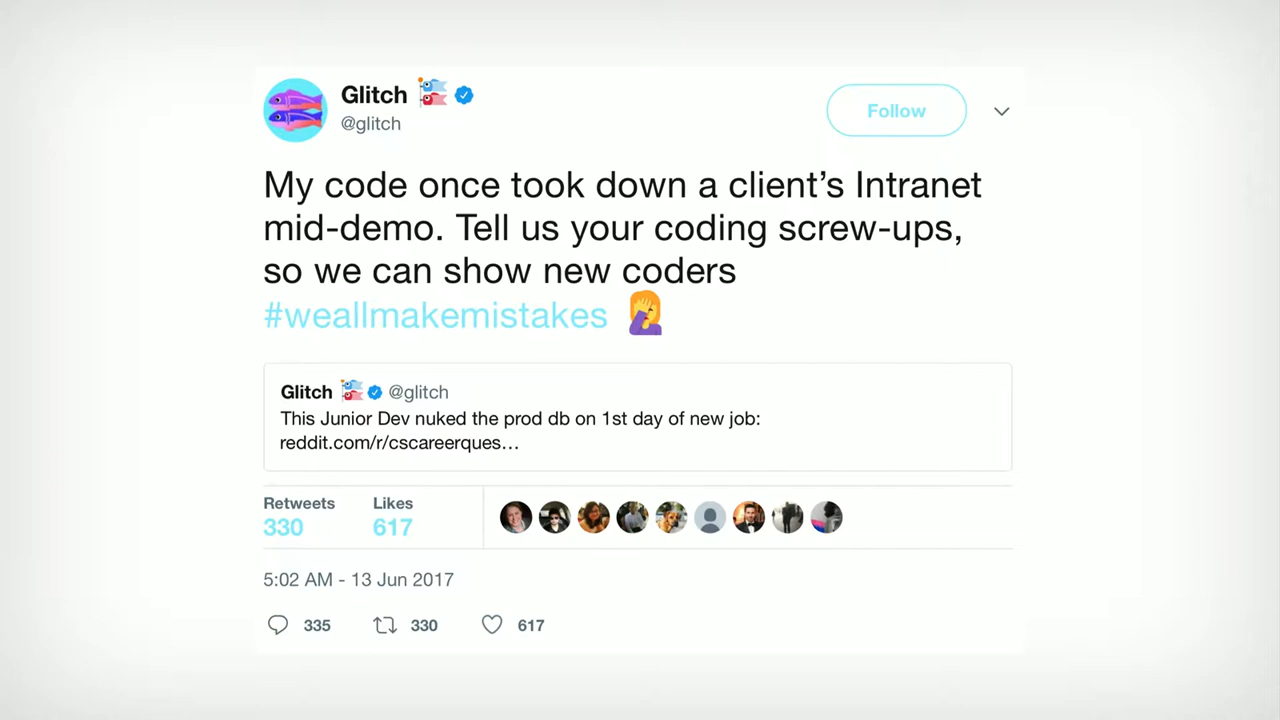 Glitch
@glitch
Follow
My code once took down a client’s Intranet
mid-demo. Tell us your coding screw-ups,
so we can show new coders
#weallmakemistakes
Glitch @glitch
This Junior Dev nuked the prod db on 1st day of new job:
reddit.com/r/cscareerques…
Retweets Likes
330 617
5:02 AM - 13 Jun 2017
335 330 617